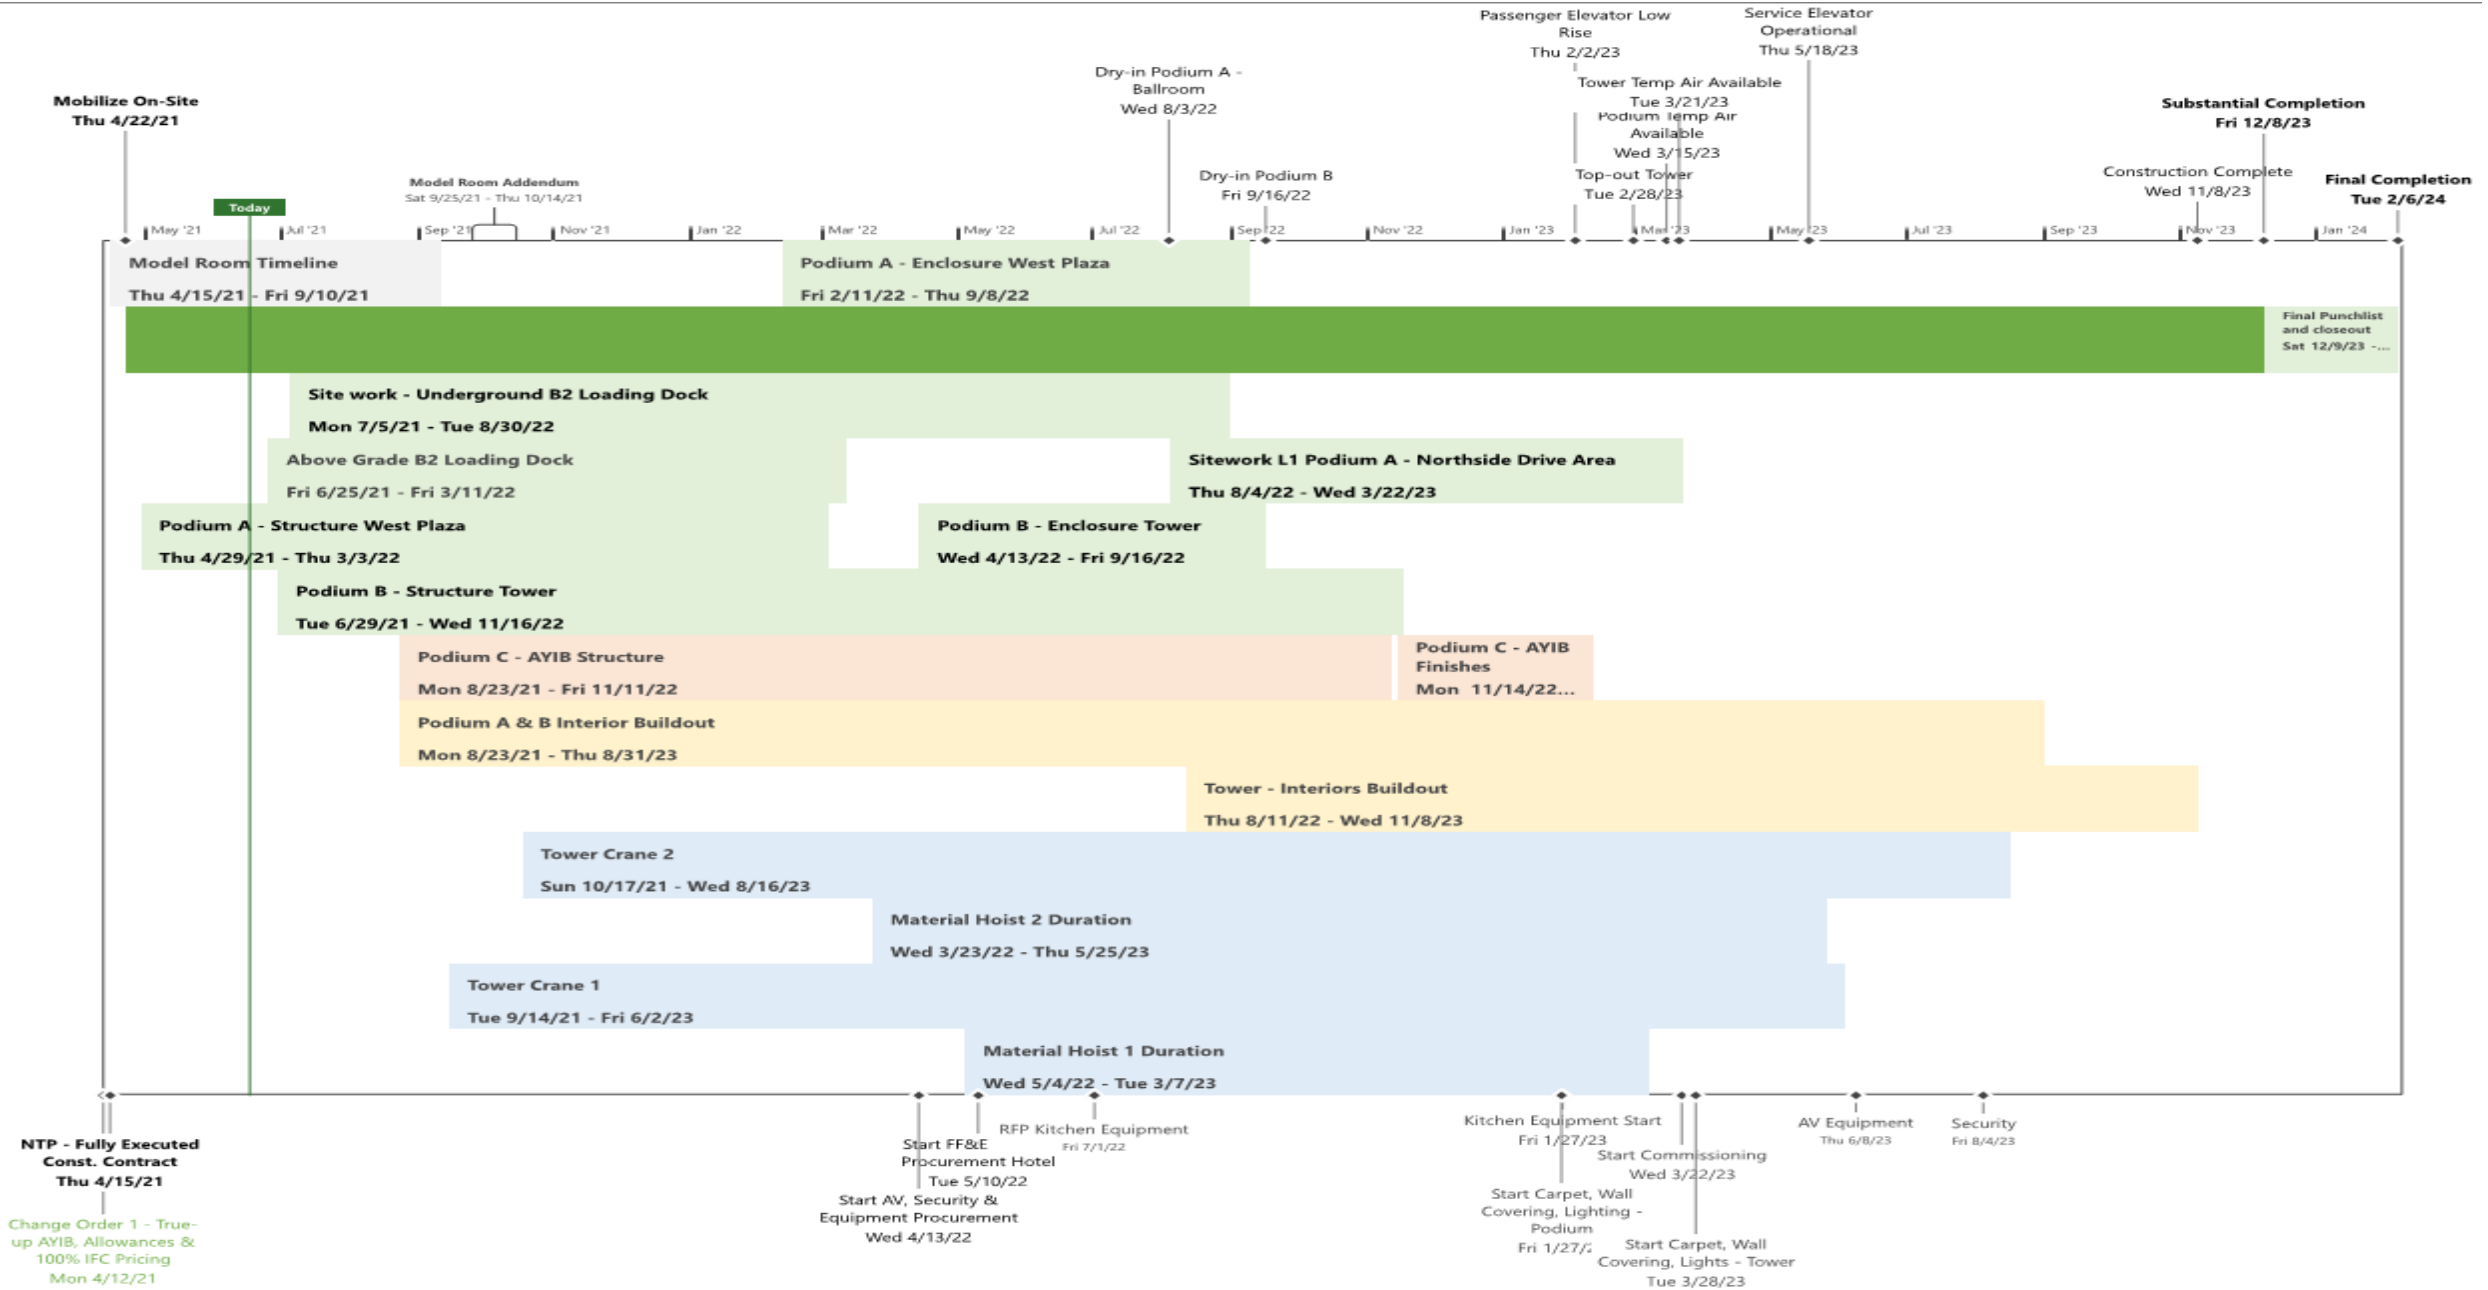 Passenger Elevator Low
Rise
Thu 2/2/23
Service Elevator
Operational
Thu 5/18/23
Dry-in Podium A -
Ballroom
Wed 8/3/22
Tower Temp Air Available
Tue 3/21/23
Podium Temp Air
Available
Wed 3/15/23
Mobilize On-Site
Thu 4/22/21
Substantial Completion
Fri 12/8/23
Model Room Addendum
Sat 9/25/21 - Thu 10/14/21
Dry-in Podium B
Fri 9/16/22
Top-out Tower
Tue 2/28/23
Construction Complete
Wed 11/8/23
Final Completion
Tue 2/6/24
Today
May '21
Jul '21
Sep '21
Nov '21
Jan '22
Mar '22
May '22
Jul '22
Sep '22
Nov '22
Jan '23
Mar '23
May '23
Jul '23
Sep '23
Nov '23
Jan '24
Model Room Timeline
Thu 4/15/21 - Fri 9/10/21
Podium A - Enclosure West Plaza
Fri 2/11/22 - Thu 9/8/22
Final Punchlist
and closeout
Sat 12/9/23 -...
Site work - Underground B2 Loading Dock
Mon 7/5/21 - Tue 8/30/22
Above Grade B2 Loading Dock
Fri 6/25/21 - Fri 3/11/22
Sitework L1 Podium A - Northside Drive Area
Thu 8/4/22 - Wed 3/22/23
Podium A - Structure West Plaza
Thu 4/29/21 - Thu 3/3/22
Podium B - Enclosure Tower
Wed 4/13/22 - Fri 9/16/22
Podium B - Structure Tower
Tue 6/29/21 - Wed 11/16/22
Podium C - AYIB Structure
Mon 8/23/21 - Fri 11/11/22
Podium C - AYIB
Finishes
Mon 11/14/22...
Podium A & B Interior Buildout
Mon 8/23/21 - Thu 8/31/23
Tower - Interiors Buildout
Thu 8/11/22 - Wed 11/8/23
Tower Crane 2
Sun 10/17/21 - Wed 8/16/23
Material Hoist 2 Duration
Wed 3/23/22 - Thu 5/25/23
Tower Crane 1
Tue 9/14/21 - Fri 6/2/23
Material Hoist 1 Duration
Wed 5/4/22 - Tue 3/7/23
NTP - Fully Executed
Const. Contract
Thu 4/15/21
Change Order 1 - True-
up AYIB, Allowances &
100% IFC Pricing
Mon 4/12/21
Start FF&E
Procurement Hotel
Tue 5/10/22
Start AV, Security &
Equipment Procurement
Wed 4/13/22
RFP Kitchen Equipment
Fri 7/1/22
Kitchen Equipment Start
Fri 1/27/23
Start Commissioning
Wed 3/22/23
Start Carpet, Wall
Covering, Lighting -
Podium
Fri 1/27/2
Start Carpet, Wall
Covering, Lights - Tower
Tue 3/28/23
AV Equipment
Thu 6/8/23
Security
Fri 8/4/23